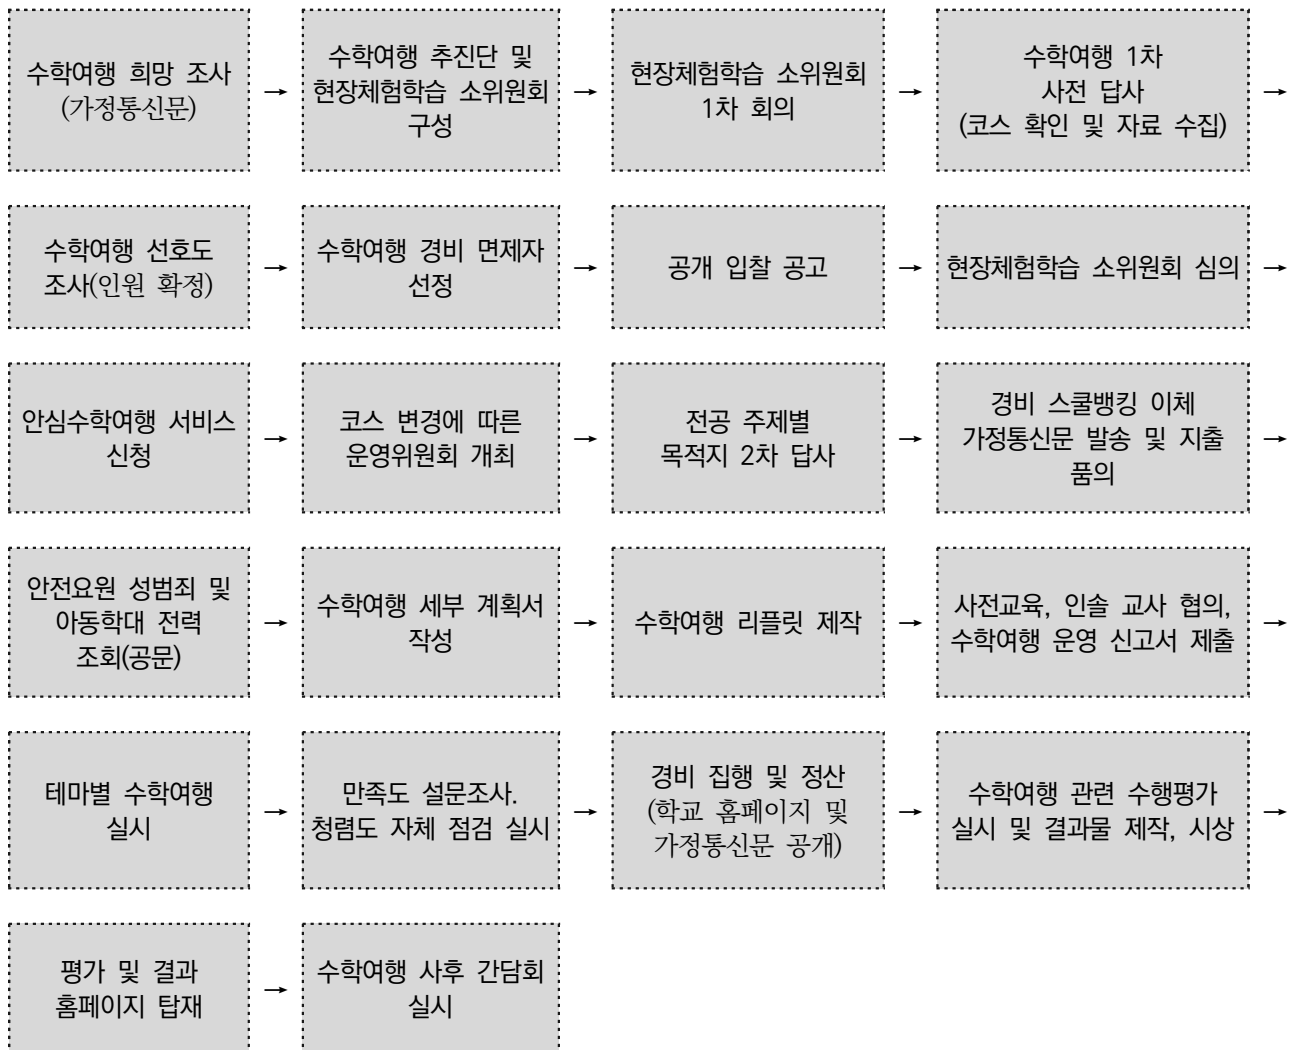 수학여행 희망 조사
(가정통신문)
→
수학여행 추진단 및
현장체험학습 소위원회
구성
→
현장체험학습 소위원회
1차 회의
→
수학여행 1차
사전 답사
(코스 확인 및 자료 수집)
→
수학여행 선호도
조사(인원 확정)
→
수학여행 경비 면제자
선정
→
공개 입찰 공고
→
현장체험학습 소위원회 심의
→
안심수학여행 서비스
신청
→
코스 변경에 따른
운영위원회 개최
→
전공 주제별
목적지 2차 답사
→
경비 스쿨뱅킹 이체
가정통신문 발송 및 지출
품의
→
안전요원 성범죄 및
아동학대 전력
조회(공문)
→
수학여행 세부 계획서
작성
→
수학여행 리플릿 제작
→
사전교육, 인솔 교사 협의,
수학여행 운영 신고서 제출
→
테마별 수학여행
실시
→
만족도 설문조사.
청렴도 자체 점검 실시
→
경비 집행 및 정산
(학교 홈페이지 및
가정통신문 공개)
→
수학여행 관련 수행평가
실시 및 결과물 제작, 시상
→
평가 및 결과
홈페이지 탑재
→
수학여행 사후 간담회
실시